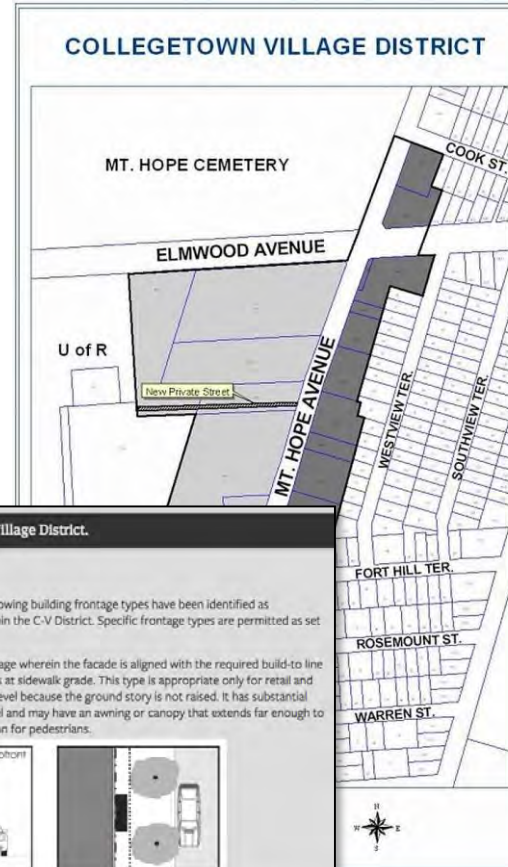 COLLEGETOWN VILLAGE DISTRICT
MT. HOPE CEMETERY
COOK ST.
ELMWOOD AVENUE
U of R
New Private Street
MT. HOPE AVENUE
WESTVIEW TER.
SOUTHVIEW TER.
FORT HILL TER.
ROSEMOUNT ST.
WARREN ST.
N
W E
S
Village District.
owing building frontage types have been identified as
in the C-V District. Specific frontage types are permitted as set
age wherein the facade is aligned with the required build-to line
at sidewalk grade. This type is appropriate only for retail and
evel because the ground story is not raised. It has substantial
l and may have an awning or canopy that extends far enough to
n for pedestrians.